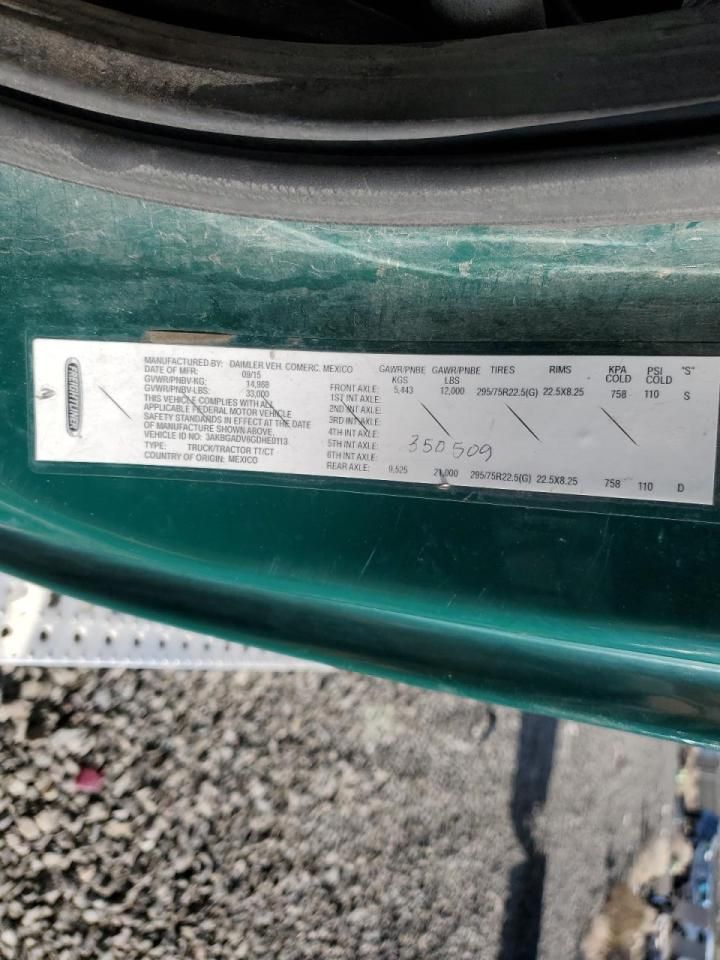 FREIGHTLINER
MANUFACTURED BY: DAIMLER VEH. COMERC. MEXICO
DATE OF MFR: 09/15
GVWR/PNBV-KG: 14,968
GVWR/PNBV-LBS: 33,000
THIS VEHICLE COMPLIES WITH ALL
APPLICABLE FEDERAL MOTOR VEHICLE
SAFETY STANDARDS IN EFFECT AT THE DATE
OF MANUFACTURE SHOWN ABOVE.
VEHICLE ID NO.: 3AKBGADV6GDHE0113
TYPE: TRUCK/TRACTOR TT/CT
COUNTRY OF ORIGIN: MEXICO
GAWR/PNBE GAWR/PNBE TIRES RIMS KPA PSI "S"
KGS LBS COLD COLD
FRONT AXLE: 5,443 12,000 295/75R22.5(G) 22.5X8.25 758 110 S
1ST INT AXLE:
2ND INT AXLE:
3RD INT AXLE:
4TH INT AXLE:
5TH INT AXLE: 350509
6TH INT AXLE:
REAR AXLE: 9,525 21,000 295/75R22.5(G) 22.5X8.25 758 110 D